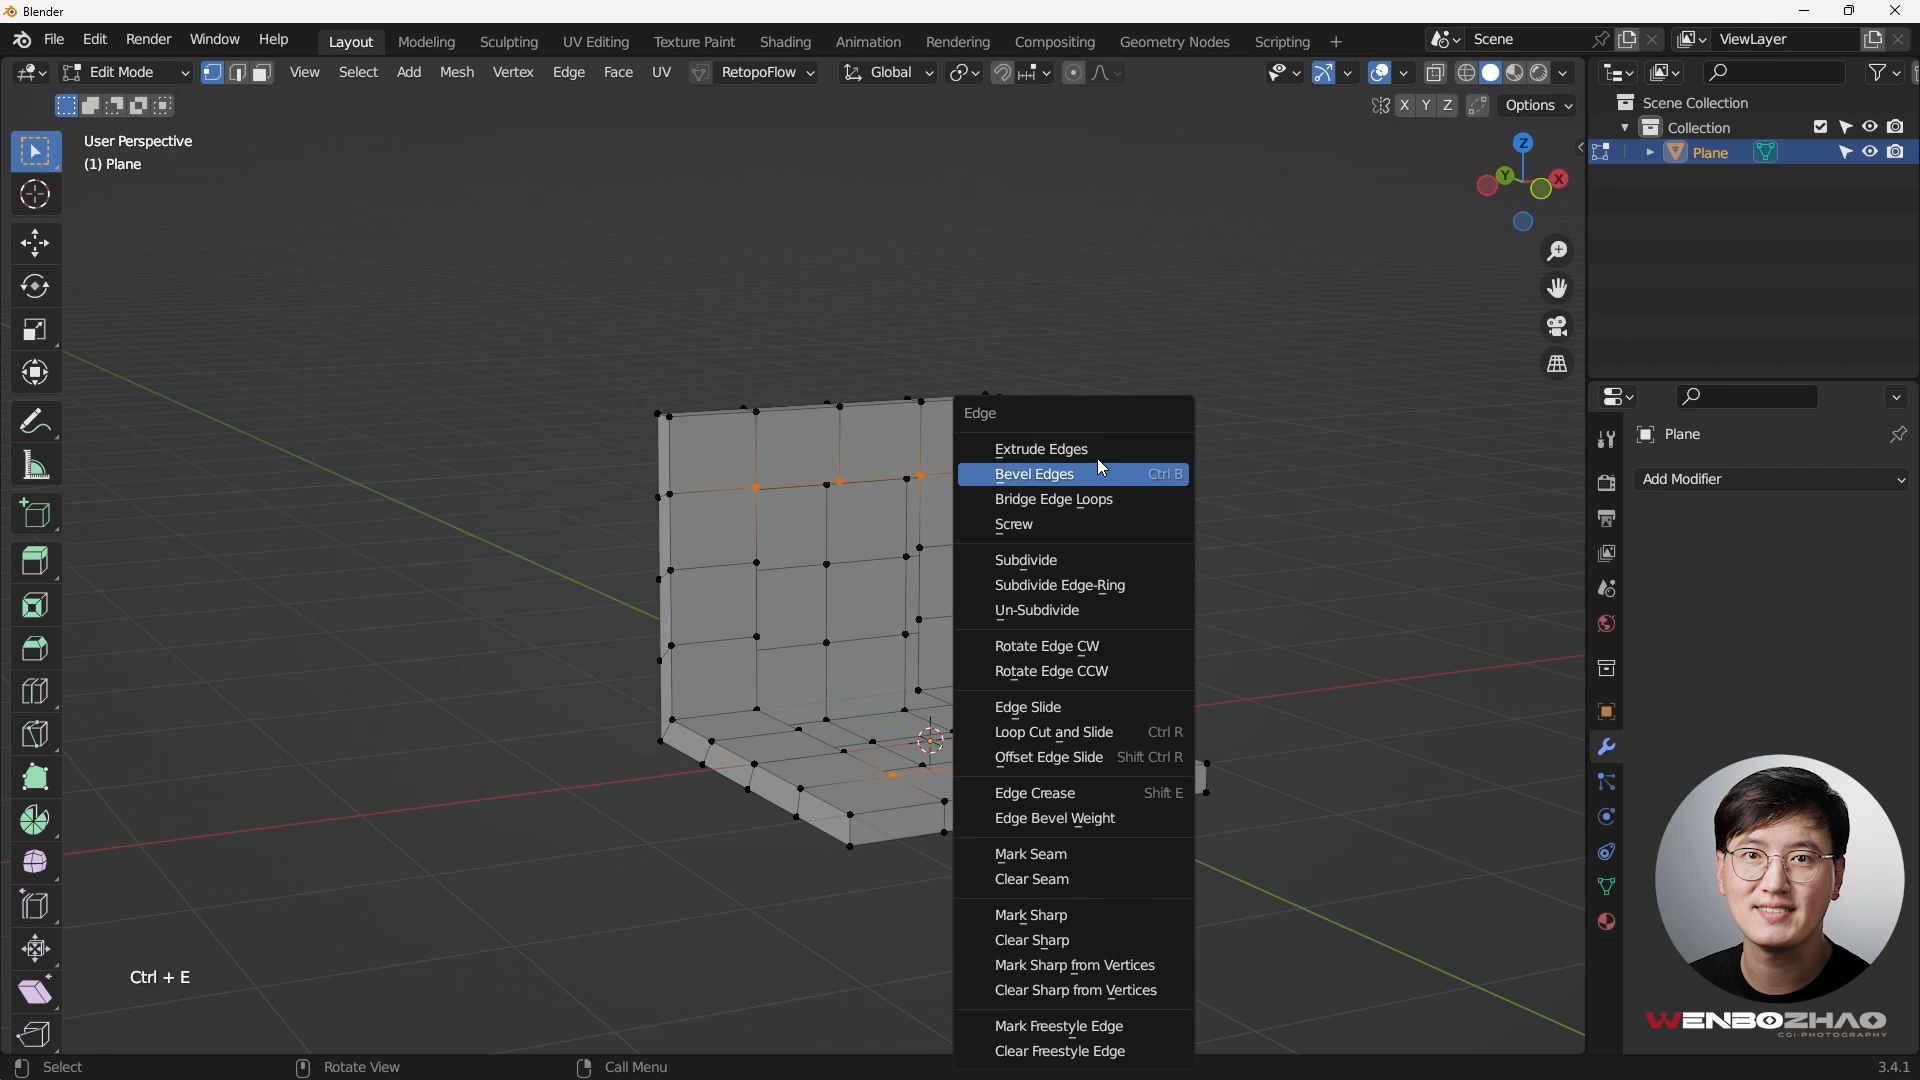 Blender
File Edit Render Window Help Layout Modeling Sculpting UV Editing Texture Paint Shading Animation Rendering Compositing Geometry Nodes Scripting + Scene ViewLayer
Edit Mode View Select Add Mesh Vertex Edge Face UV RetopoFlow Global
X Y Z Options
Scene Collection
Collection
Plane
User Perspective
(1) Plane
Z
Y X
Plane
Add Modifier
Edge
Extrude Edges
Bevel Edges Ctrl B
Bridge Edge Loops
Screw
Subdivide
Subdivide Edge-Ring
Un-Subdivide
Rotate Edge CW
Rotate Edge CCW
Edge Slide
Loop Cut and Slide Ctrl R
Offset Edge Slide Shift Ctrl R
Edge Crease Shift E
Edge Bevel Weight
Mark Seam
Clear Seam
Mark Sharp
Clear Sharp
Mark Sharp from Vertices
Clear Sharp from Vertices
Mark Freestyle Edge
Clear Freestyle Edge
Ctrl + E
WENBOZHAO
CGI·PHOTOGRAPHY
Select Rotate View Call Menu 3.4.1